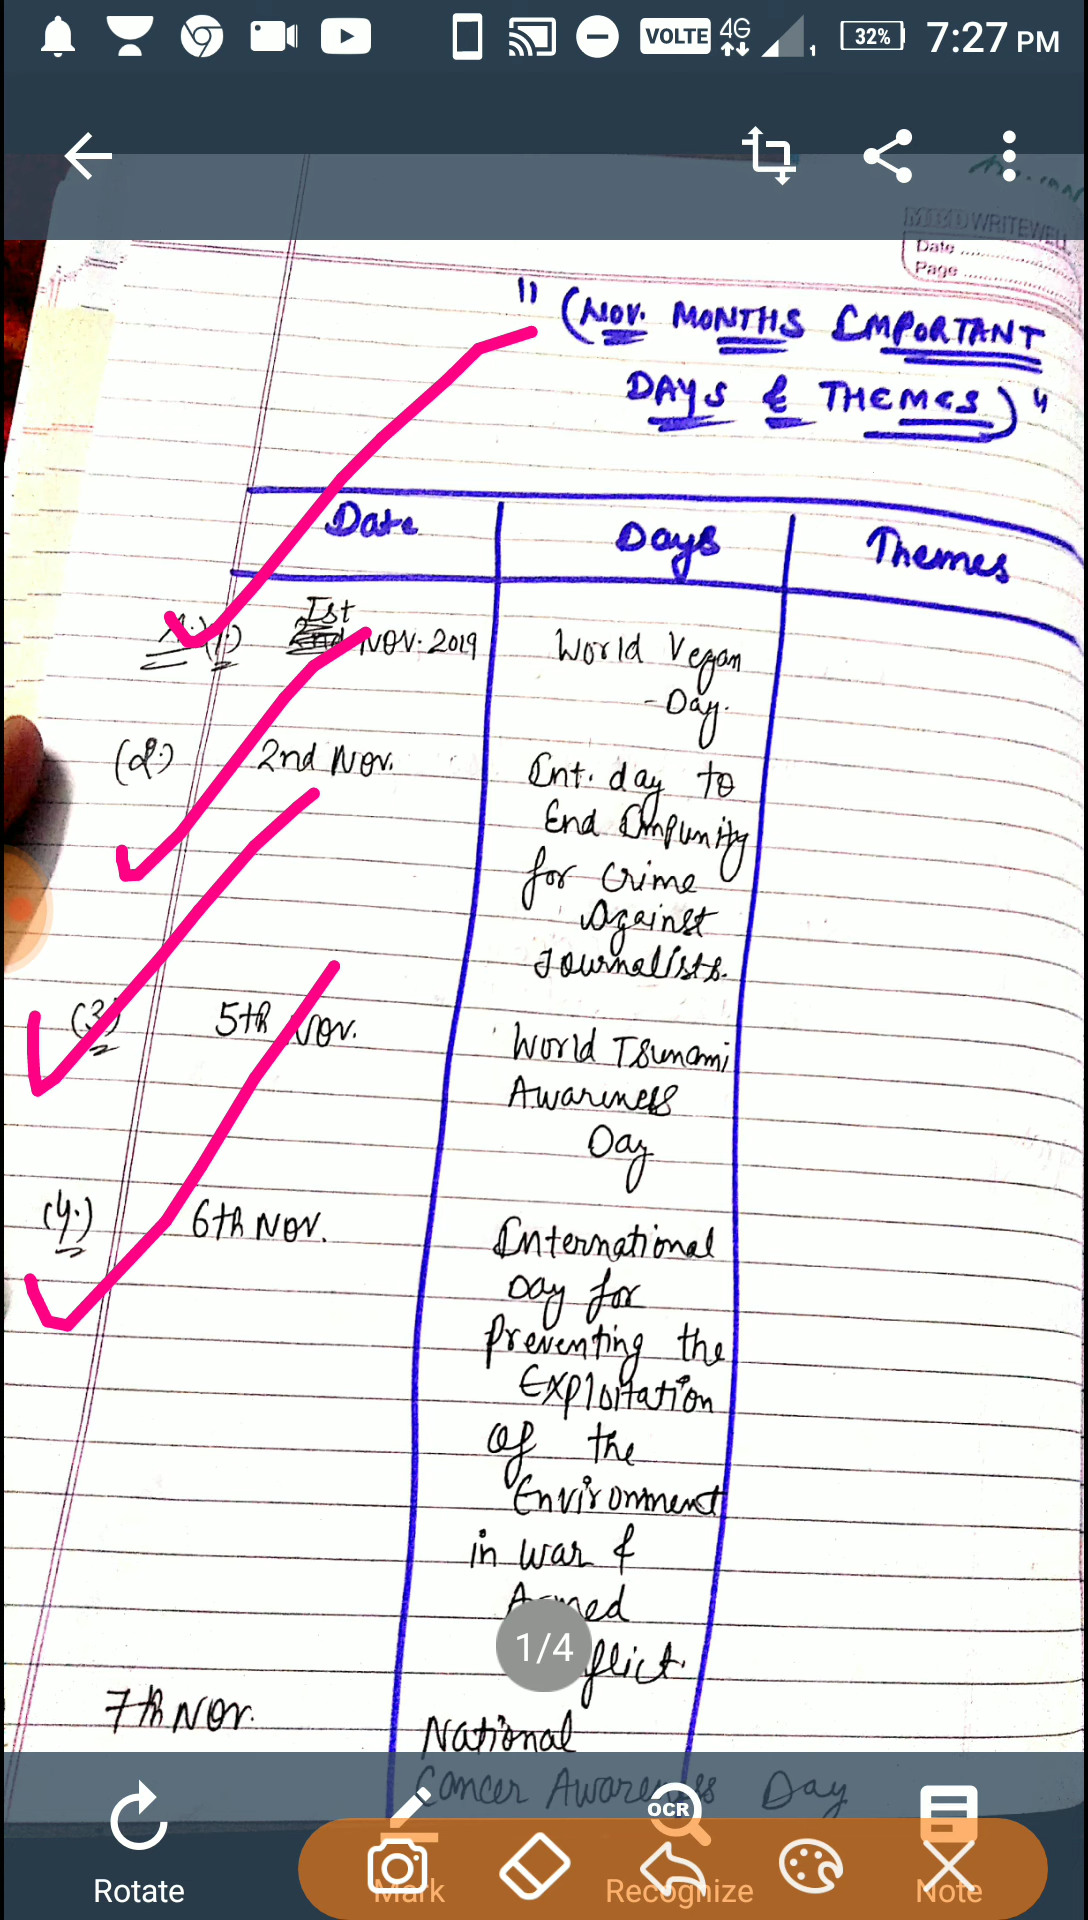 VOLTE 4G 1 32% 7:27 PM
WRITEWELL
Date
Page
" (NOV. MONTHS IMPORTANT
DAYS & THEMES) "
Date Days Themes
(1.) Ist NOV. 2019 World Vegan
- Day.
(2.) 2nd Nov. Int. day to
End Impunity
for Crime
Against
Journalists.
(3) 5th Nov. World Tsunami
Awareness
Day
(4.) 6th NOV. International
Day for
Preventing the
Exploitation
of the
Environment
in war &
Armed
flict.
1/4
7th Nov. National
Cancer Awareness Day
OCR
Rotate Mark Recognize Note